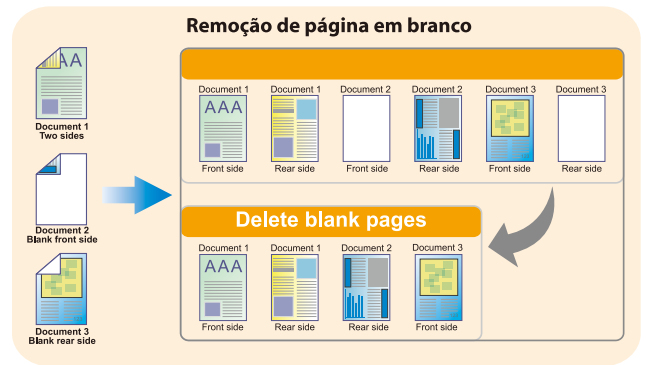 Remoção de página em branco
AA
Document 1
Two sides
Document 2
Blank front side
Document 3
Blank rear side
Document 1 Document 1 Document 2 Document 2 Document 3 Document 3
AAA
Front side Rear side Front side Rear side Front side Rear side
Delete blank pages
Document 1 Document 1 Document 2 Document 3
AAA
Front side Rear side Rear side Front side